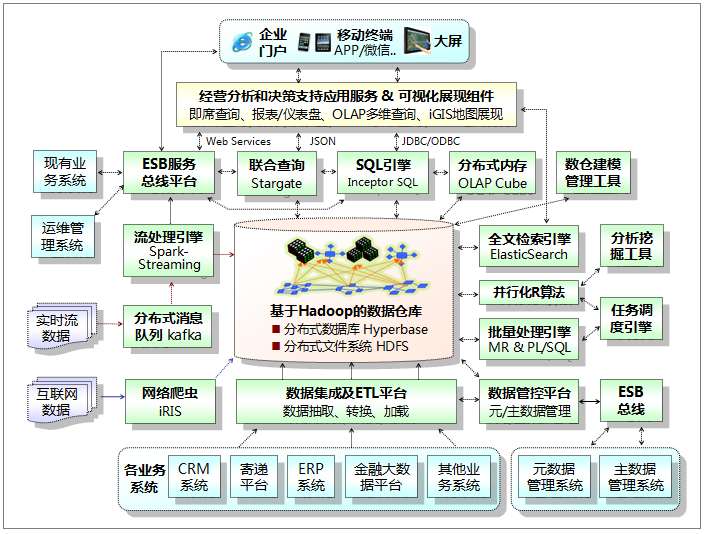 企业
门户
移动终端
APP/微信..
大屏
经营分析和决策支持应用服务 & 可视化展现组件
即席查询、报表/仪表盘、OLAP多维查询、iGIS地图展现
Web Services
JSON
JDBC/ODBC
现有业
务系统
ESB服务
总线平台
联合查询
Stargate
SQL引擎
Inceptor SQL
分布式内存
OLAP Cube
数仓建模
管理工具
运维管
理系统
流处理引擎
Spark-
Streaming
全文检索引擎
ElasticSearch
分析挖
掘工具
基于Hadoop的数据仓库
分布式数据库 Hyperbase
分布式文件系统 HDFS
并行化R算法
实时流
数据
分布式消息
队列 kafka
批量处理引擎
MR & PL/SQL
任务调
度引擎
互联网
数据
网络爬虫
iRIS
数据集成及ETL平台
数据抽取、转换、加载
数据管控平台
元/主数据管理
ESB
总线
各业务
系统
CRM
系统
寄递
平台
ERP
系统
金融大数
据平台
其他业
务系统
元数据
管理系统
主数据
管理系统